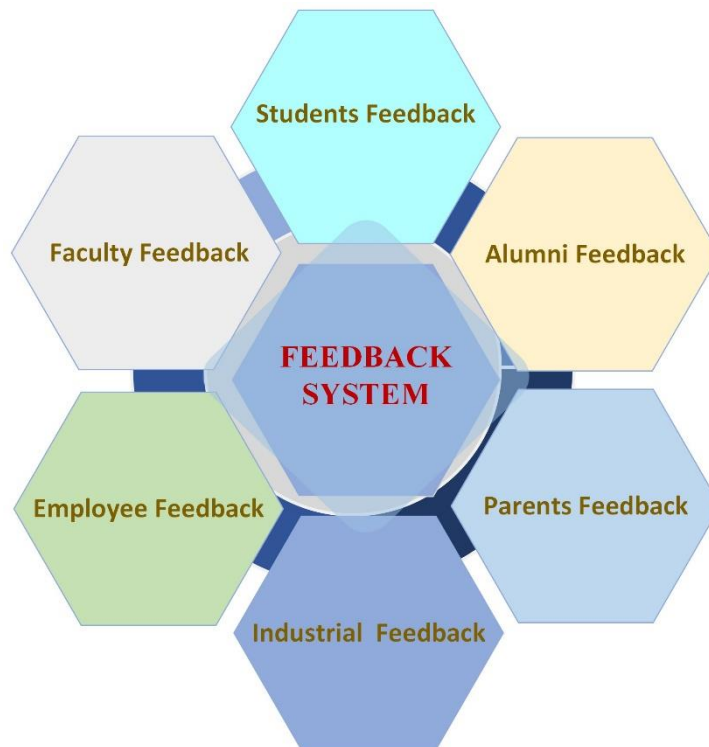 Students Feedback
Faculty Feedback
Alumni Feedback
FEEDBACK
SYSTEM
Employee Feedback
Parents Feedback
Industrial Feedback